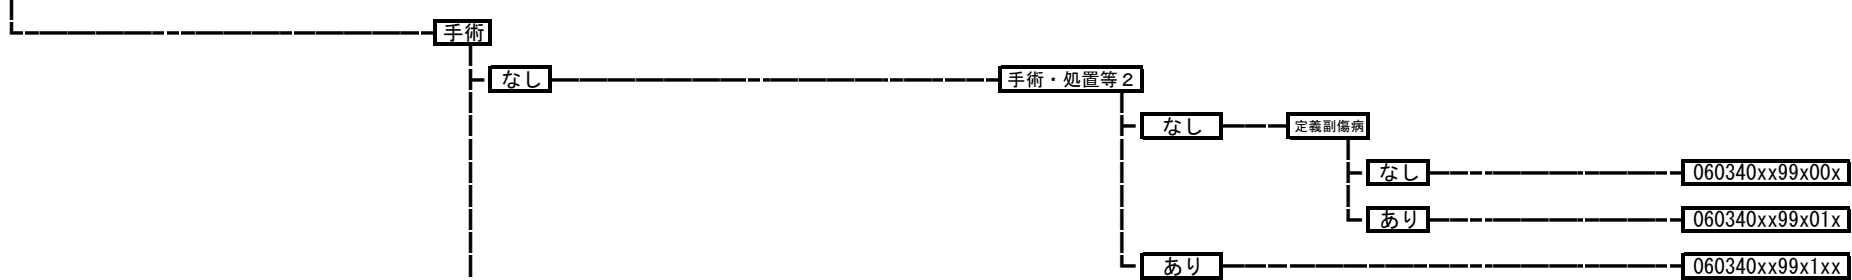 手術
なし 手術・処置等2
なし 定義副傷病
なし 060340xx99x00x
あり 060340xx99x01x
あり 060340xx99x1xx